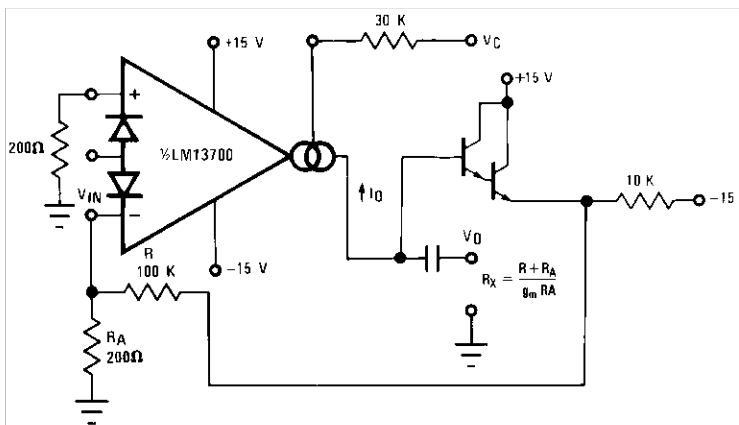 +15 V
30 K
VC
+15 V
+
200Ω
½LM13700
10 K
-15
VIN
-
IO
VO
R
100 K
-15 V
RX = R + RA / gm RA
RA
200Ω